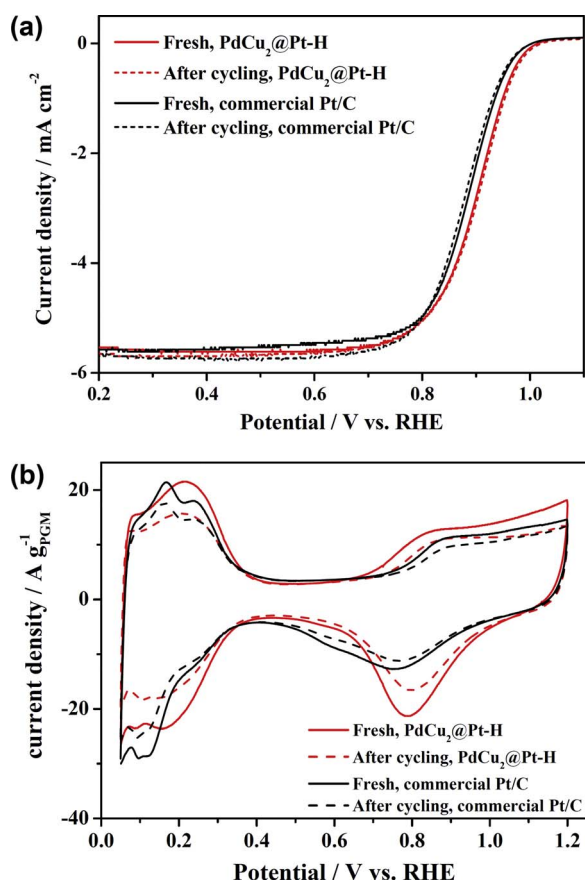 (a)
Fresh, PdCu₂@Pt-H
After cycling, PdCu₂@Pt-H
Fresh, commercial Pt/C
After cycling, commercial Pt/C
Current density / mA cm⁻²
0
-2
-4
-6
0.2 0.4 0.6 0.8 1.0
Potential / V vs. RHE
(b)
current density / A g⁻¹PGM
20
0
-20
-40
Fresh, PdCu₂@Pt-H
After cycling, PdCu₂@Pt-H
Fresh, commercial Pt/C
After cycling, commercial Pt/C
0.0 0.2 0.4 0.6 0.8 1.0 1.2
Potential / V vs. RHE